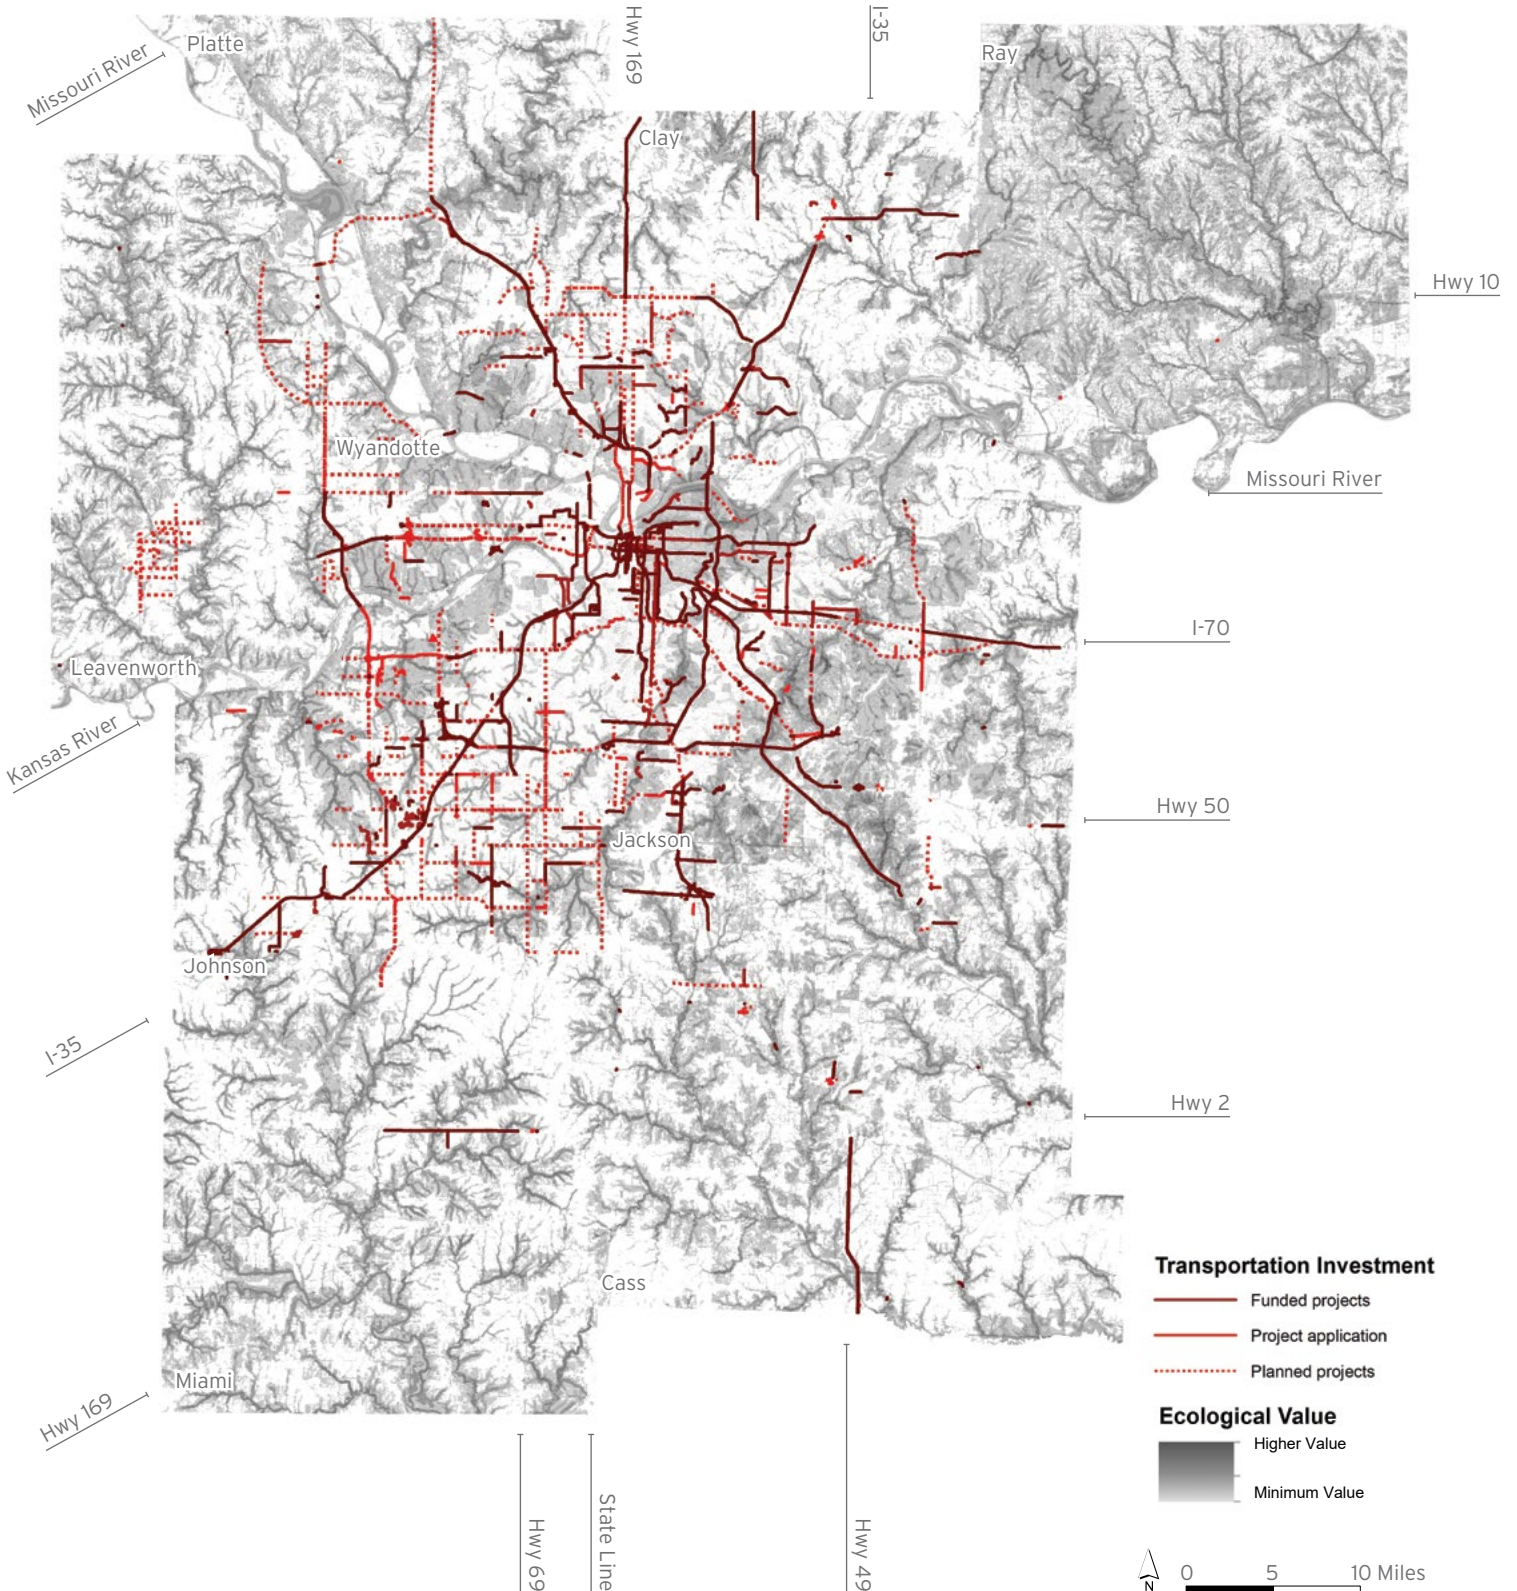 Hwy 169
I-35
Platte
Missouri River
Ray
Clay
Hwy 10
Wyandotte
Missouri River
I-70
Leavenworth
Kansas River
Hwy 50
Jackson
Johnson
I-35
Hwy 2
Cass
Miami
Hwy 169
Transportation Investment
Funded projects
Project application
Planned projects
Ecological Value
Higher Value
Minimum Value
Hwy 69
State Line
Hwy 49
N
0 5 10 Miles